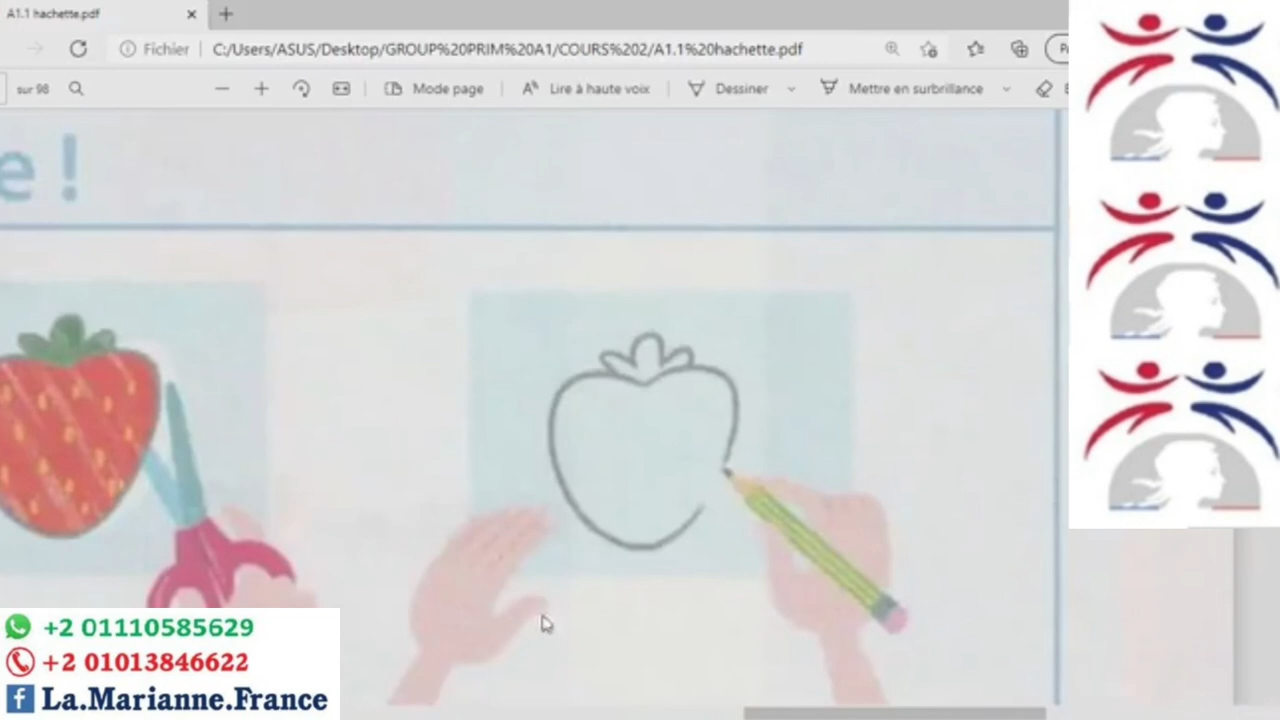 A1.1 hachette.pdf
Fichier C:/Users/ASUS/Desktop/GROUP%20PRIM%20A1/COURS%202/A1.1%20hachette.pdf
sur 98 Mode page Lire à haute voix Dessiner Mettre en surbrillance
e !
+2 01110585629
+2 01013846622
La.Marianne.France